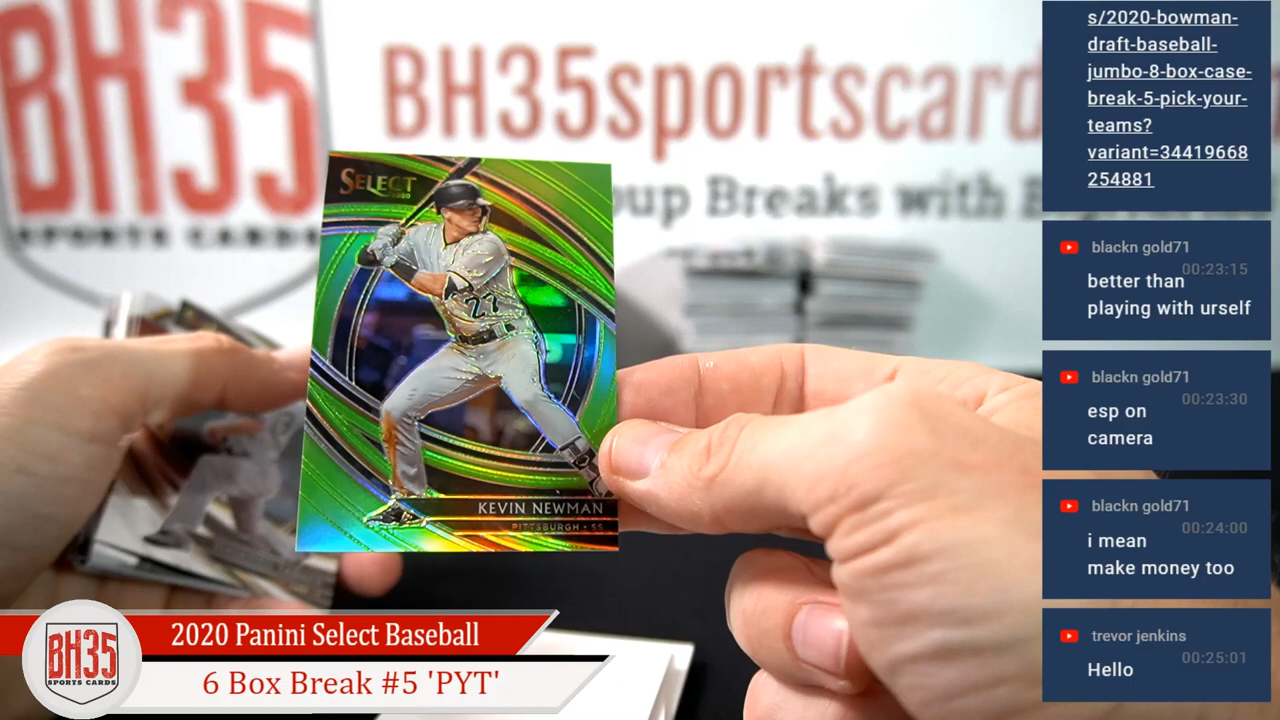 BH35
SPORTS CARDS
BH35sportscard
oup Breaks with
SELECT
2020
27
KEVIN NEWMAN
PITTSBURGH • SS
BH35
SPORTS CARDS
2020 Panini Select Baseball
6 Box Break #5 'PYT'
s/2020-bowman-
draft-baseball-
jumbo-8-box-case-
break-5-pick-your-
teams?
variant=34419668
254881
blackn gold71
00:23:15
better than
playing with urself
blackn gold71
00:23:30
esp on
camera
blackn gold71
00:24:00
i mean
make money too
trevor jenkins
00:25:01
Hello